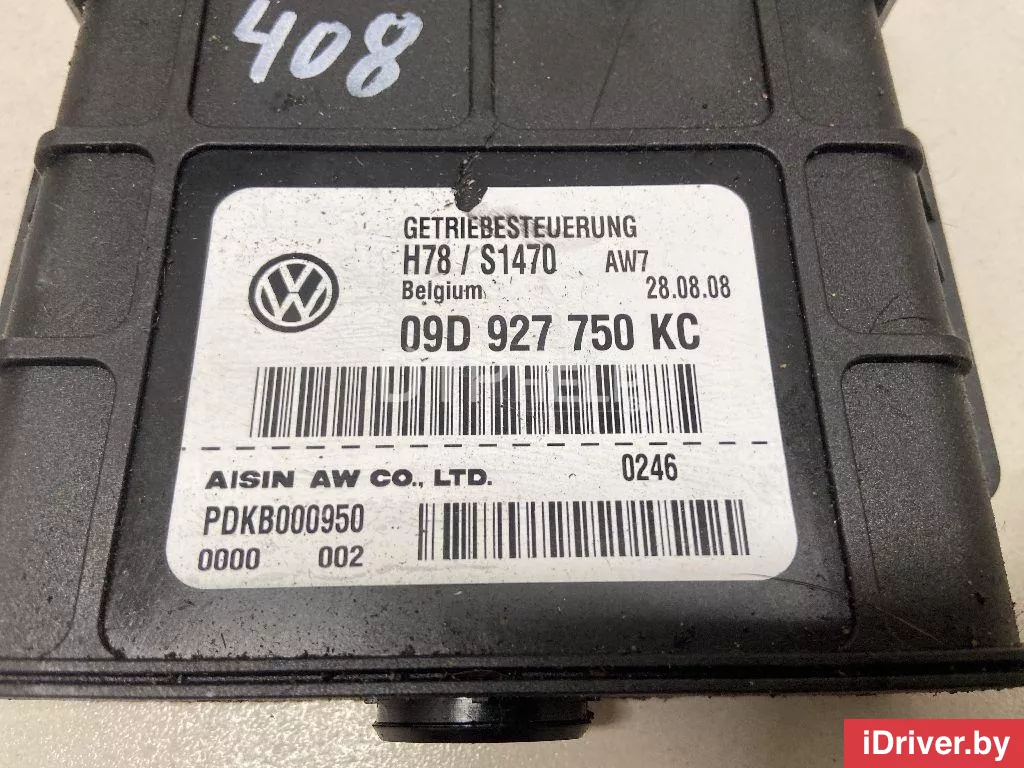 408
GETRIEBESTEUERUNG
H78 / S1470 AW7
Belgium 28.08.08
09D 927 750 KC
AISIN AW CO., LTD. 0246
PDKB000950
0000 002
iDriver.by